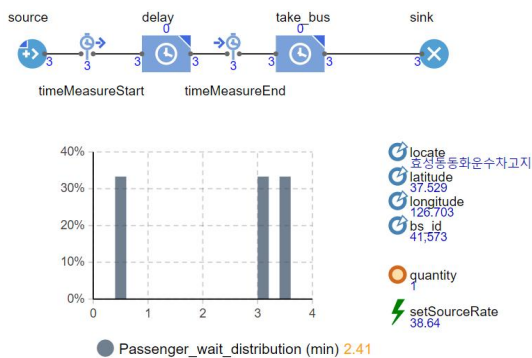 source
delay
take_bus
sink
0
0
3
3
3
3
3
3
3
3
timeMeasureStart
timeMeasureEnd
40%
30%
20%
10%
0%
0
1
2
3
4
Passenger_wait_distribution (min) 2.41
locate
효성동동화운수차고지
latitude
37.529
longitude
126.703
bs_id
41,573
quantity
1
setSourceRate
38.64